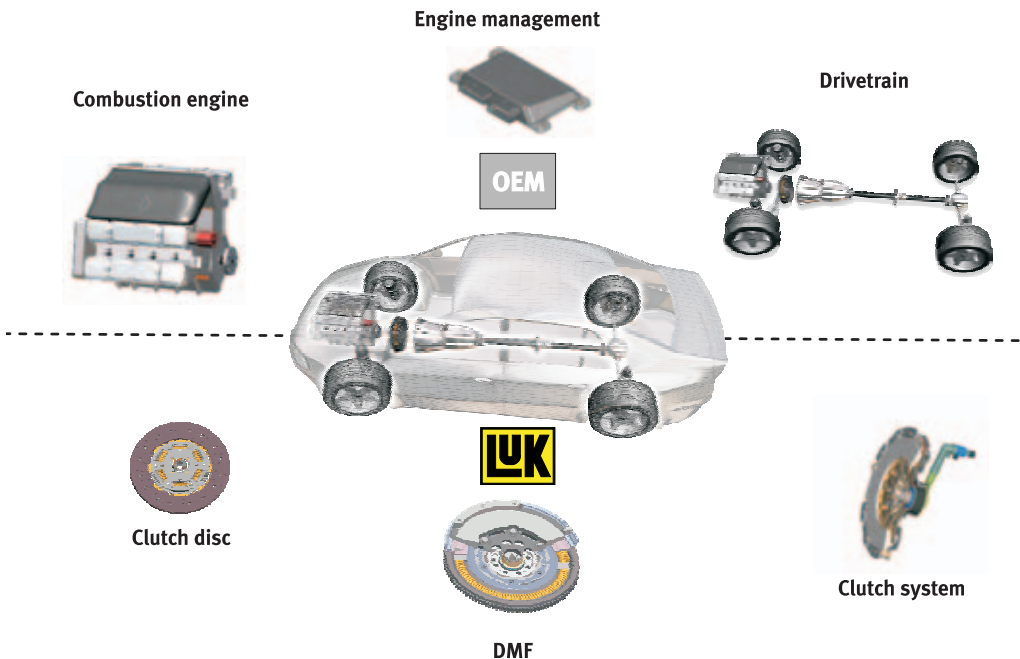 Engine management
Combustion engine
Drivetrain
OEM
LUK
Clutch disc
Clutch system
DMF